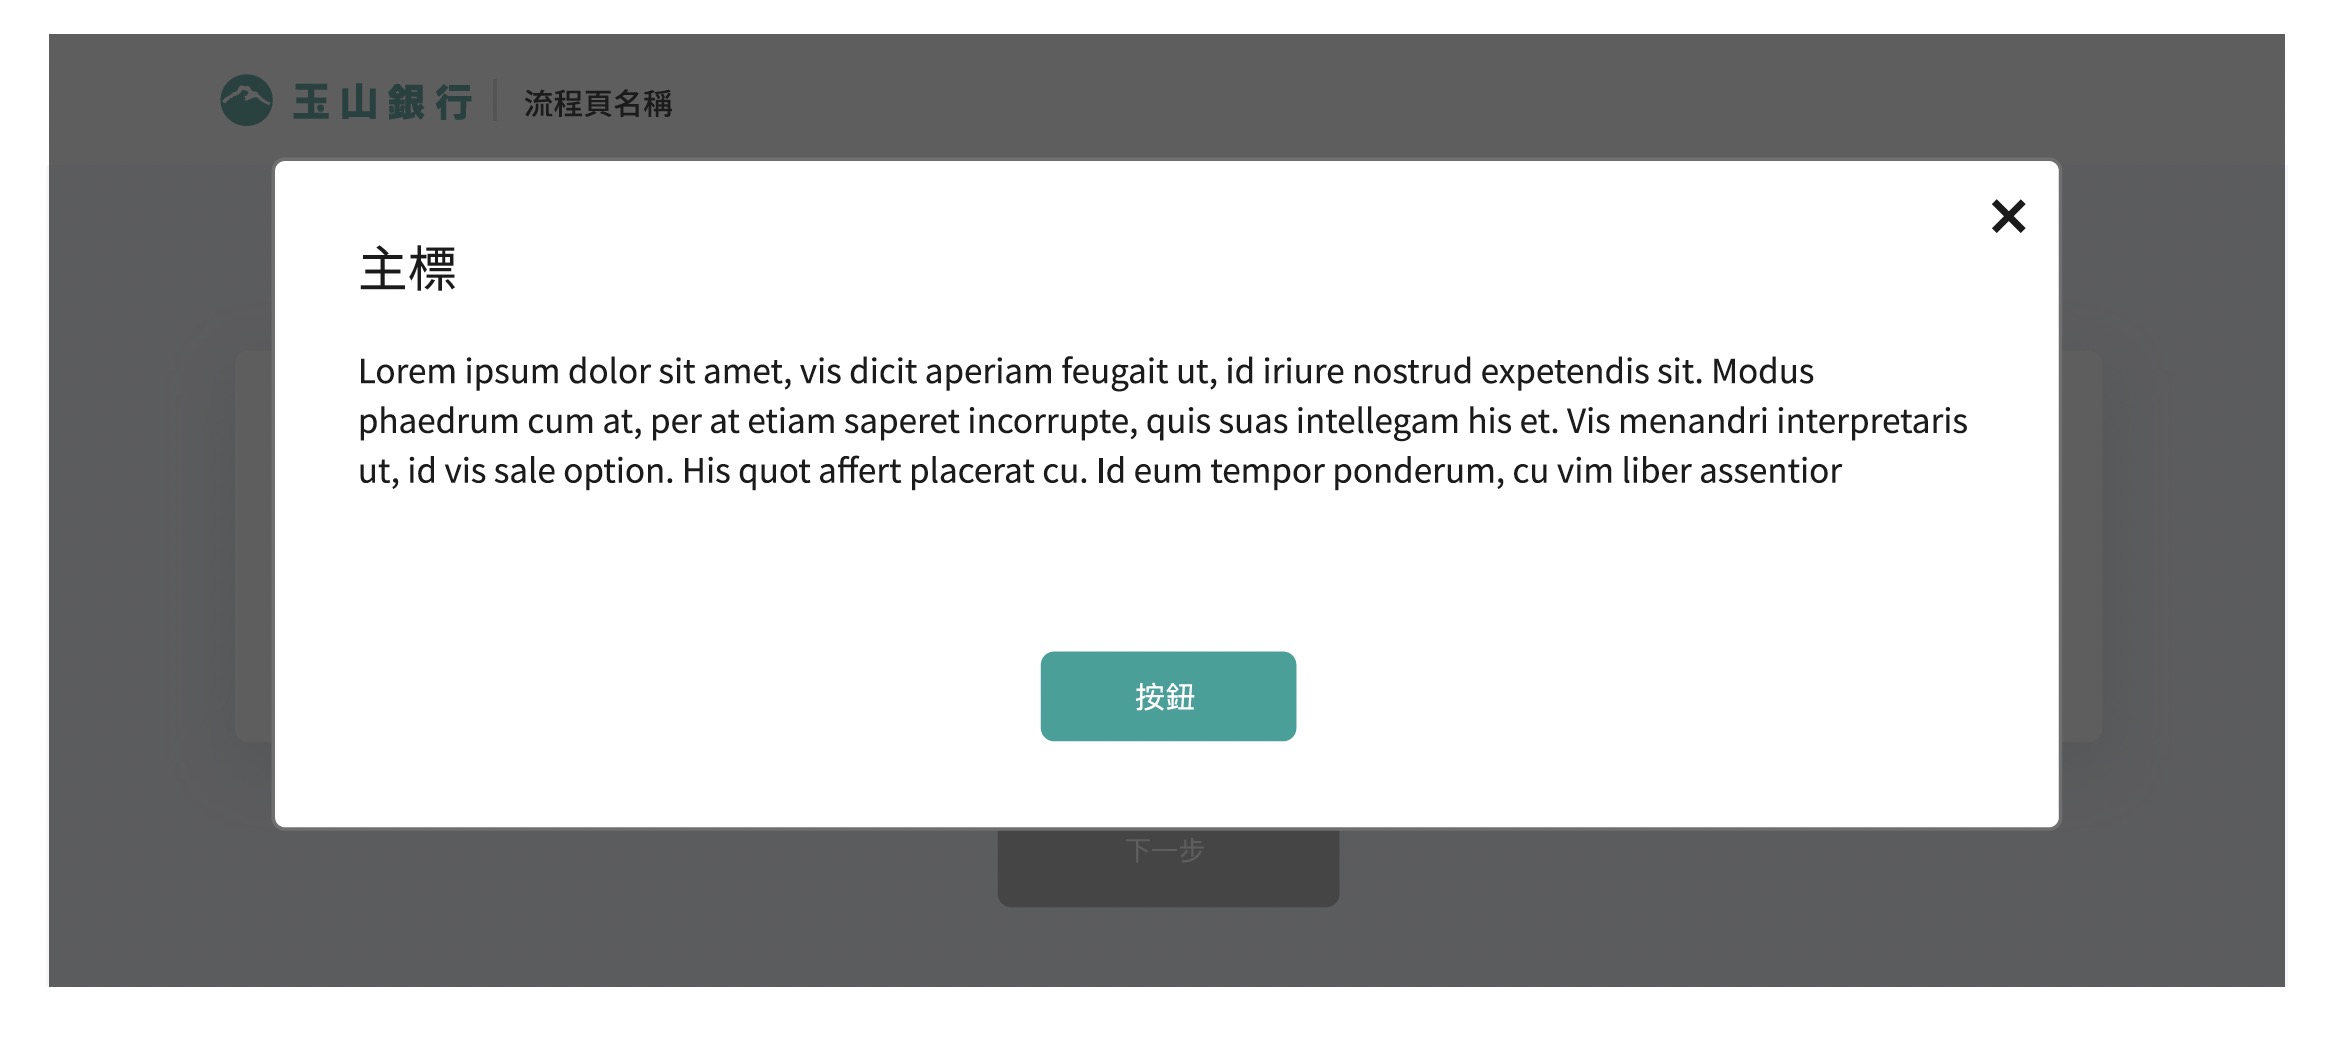 玉山銀行 流程頁名稱
主標
Lorem ipsum dolor sit amet, vis dicit aperiam feugait ut, id iriure nostrud expetendis sit. Modus
phaedrum cum at, per at etiam saperet incorrupte, quis suas intellegam his et. Vis menandri interpretaris
ut, id vis sale option. His quot affert placerat cu. Id eum tempor ponderum, cu vim liber assentior
按鈕
下一步